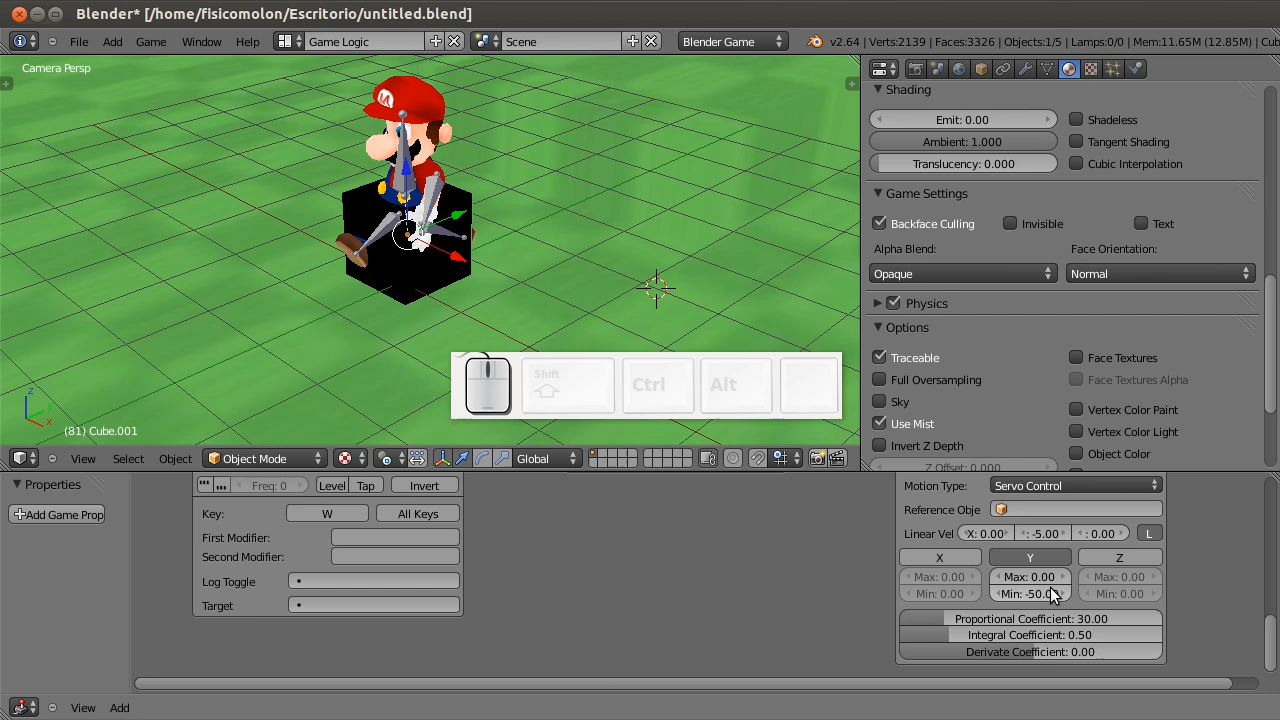 Blender* [/home/fisicomolon/Escritorio/untitled.blend]
File Add Game Window Help Game Logic Scene Blender Game v2.64 | Verts:2139 | Faces:3326 | Objects:1/5 | Lamps:0/0 | Mem:11.65M (12.85M) | Cub
Camera Persp
M
Shift
Ctrl
Alt
z
y
x
(81) Cube.001
View Select Object Object Mode Global
Shading
Emit: 0.00 Shadeless
Ambient: 1.000 Tangent Shading
Translucency: 0.000 Cubic Interpolation
Game Settings
Backface Culling Invisible Text
Alpha Blend: Face Orientation:
Opaque Normal
Physics
Options
Traceable Face Textures
Full Oversampling Face Textures Alpha
Sky Vertex Color Paint
Use Mist Vertex Color Light
Invert Z Depth Object Color
Z Offset: 0.000
Properties
Add Game Prop
Freq: 0 Level Tap Invert
Key: W All Keys
First Modifier:
Second Modifier:
Log Toggle
Target
Motion Type: Servo Control
Reference Obje
Linear Vel X: 0.00 : -5.00 : 0.00 L
X Y Z
Max: 0.00 Max: 0.00 Max: 0.00
Min: 0.00 Min: -50.0 Min: 0.00
Proportional Coefficient: 30.00
Integral Coefficient: 0.50
Derivate Coefficient: 0.00
View Add